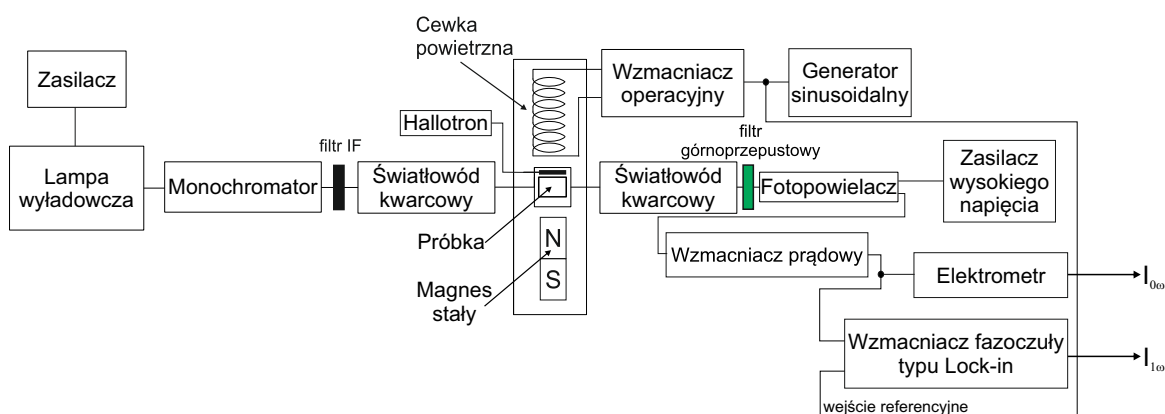 Cewka
powietrzna
Zasilacz
Wzmacniacz
operacyjny
Generator
sinusoidalny
Hallotron
filtr IF
filtr
górnoprzepustowy
Lampa
wyładowcza
Monochromator
Światłowód
kwarcowy
Światłowód
kwarcowy
Fotopowielacz
Zasilacz
wysokiego
napięcia
Próbka
N
S
Magnes
stały
Wzmacniacz prądowy
Elektrometr
I0ω
Wzmacniacz fazoczuły
typu Lock-in
I1ω
wejście referencyjne